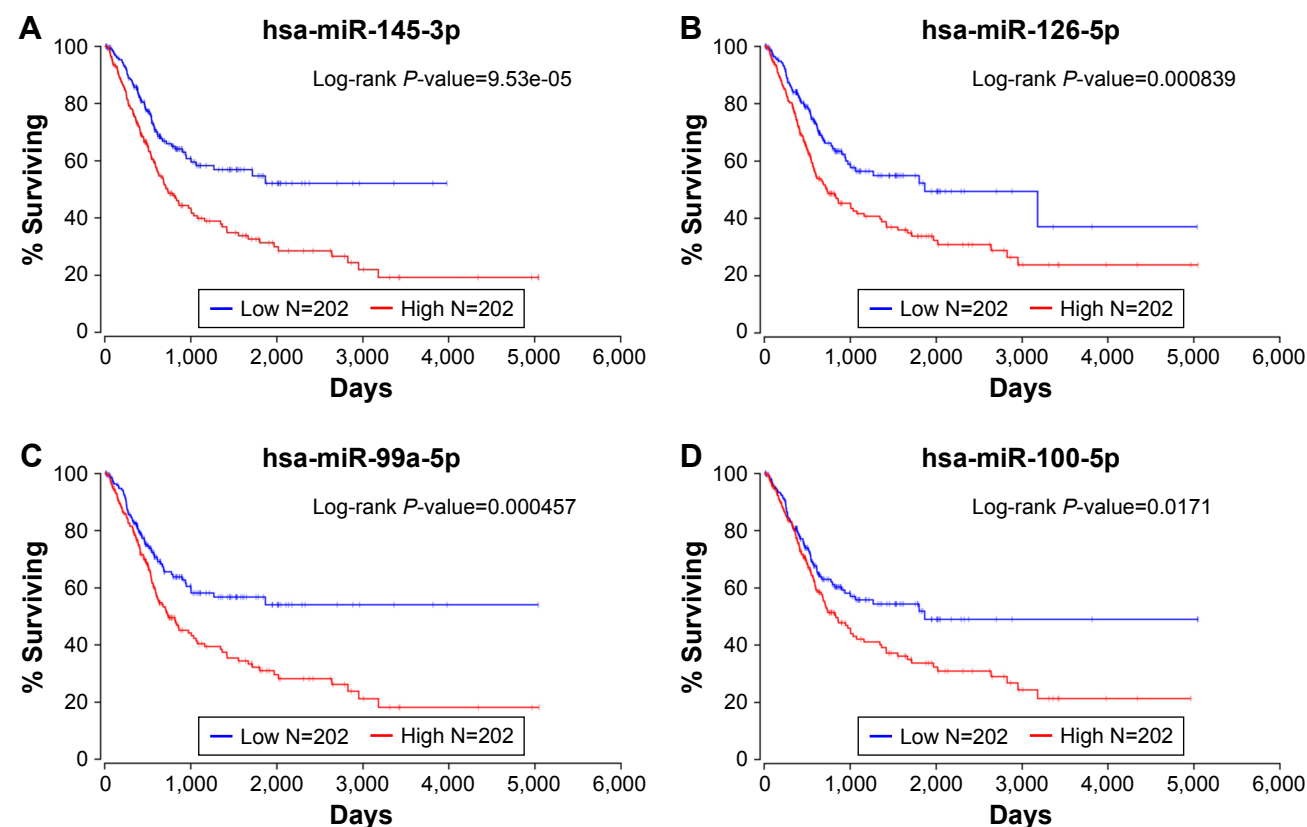 A
hsa-miR-145-3p
Log-rank P-value=9.53e-05
% Surviving
100
80
60
40
20
0
Low N=202 High N=202
0 1,000 2,000 3,000 4,000 5,000 6,000
Days
B
hsa-miR-126-5p
Log-rank P-value=0.000839
% Surviving
100
80
60
40
20
0
Low N=202 High N=202
0 1,000 2,000 3,000 4,000 5,000 6,000
Days
C
hsa-miR-99a-5p
Log-rank P-value=0.000457
% Surviving
100
80
60
40
20
0
Low N=202 High N=202
0 1,000 2,000 3,000 4,000 5,000 6,000
Days
D
hsa-miR-100-5p
Log-rank P-value=0.0171
% Surviving
100
80
60
40
20
0
Low N=202 High N=202
0 1,000 2,000 3,000 4,000 5,000 6,000
Days